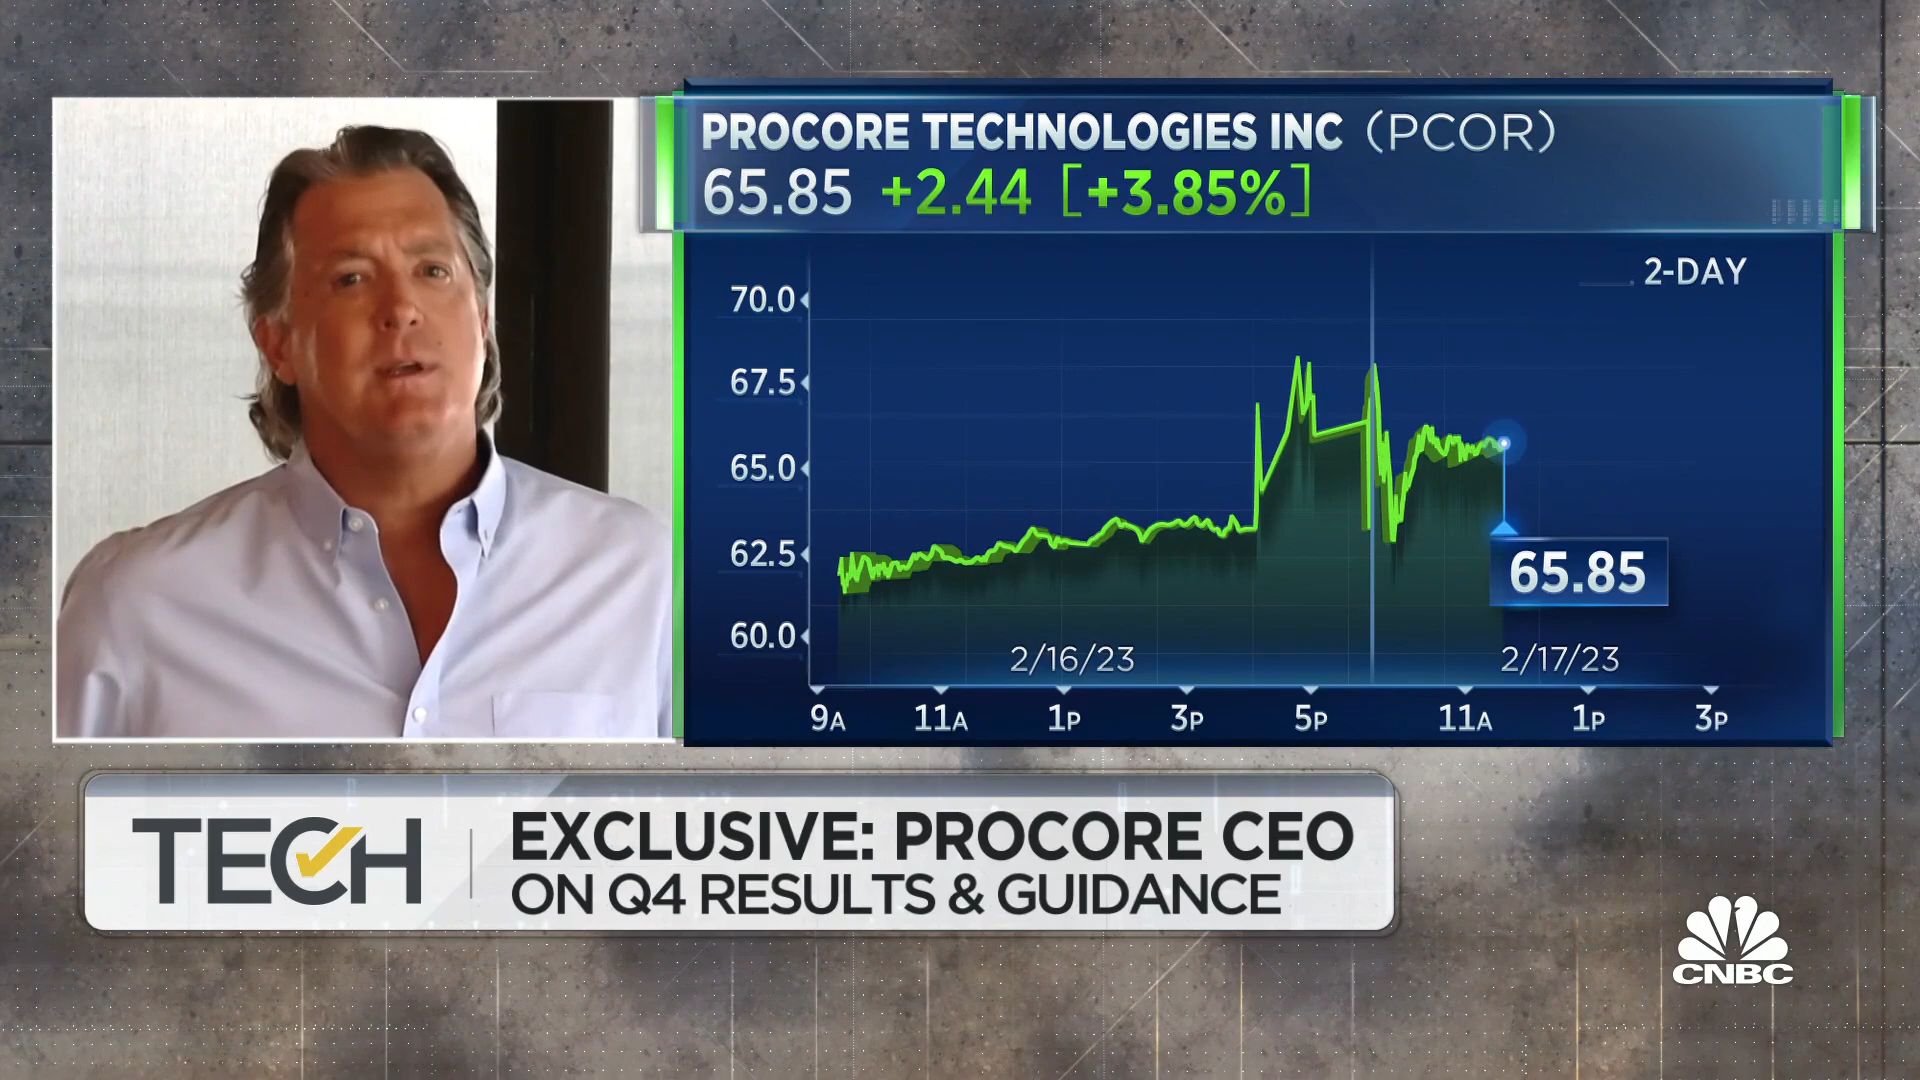 PROCORE TECHNOLOGIES INC (PCOR)
65.85 +2.44 [+3.85%]
2-DAY
70.0
67.5
65.0
62.5
60.0
65.85
2/16/23 2/17/23
9A 11A 1P 3P 5P 11A 1P 3P
TECH
EXCLUSIVE: PROCORE CEO
ON Q4 RESULTS & GUIDANCE
CNBC